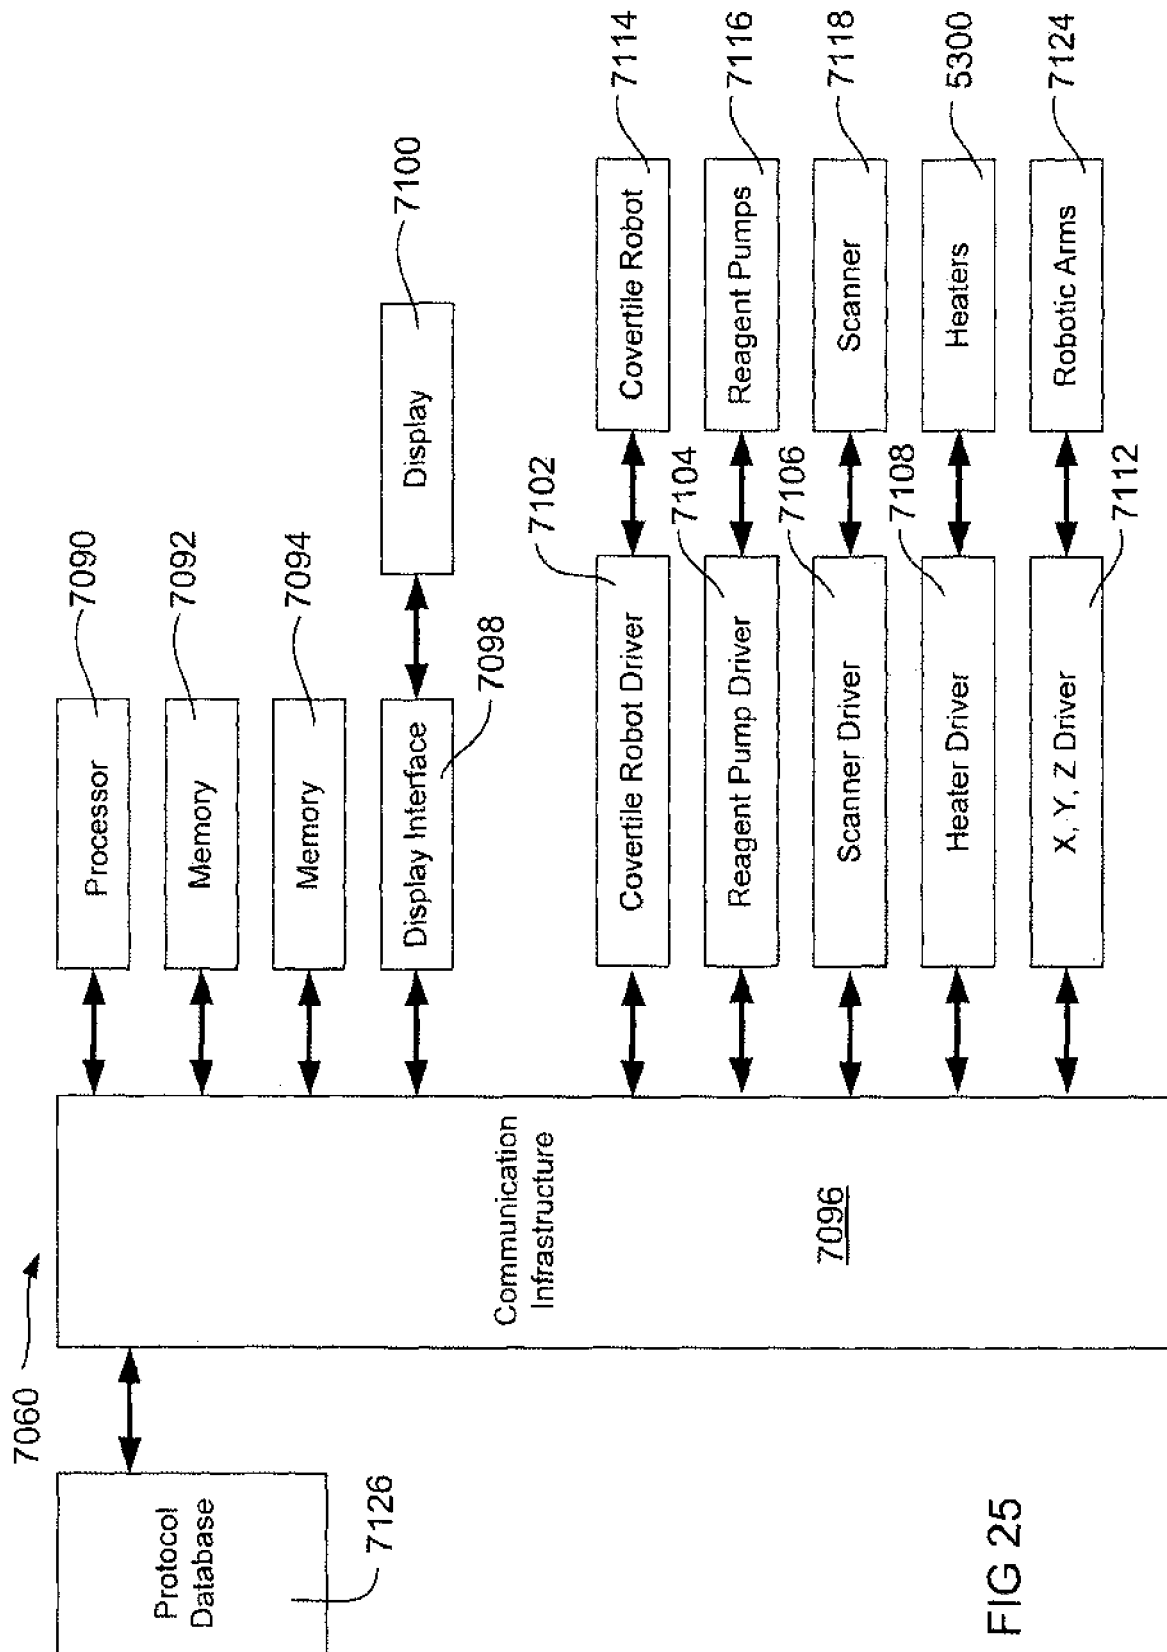 7060
Protocol
Database
7126
Communication
Infrastructure
7096
Processor
7090
Memory
7092
Memory
7094
Display Interface
7098
Display
7100
Covertile Robot Driver
7102
Covertile Robot
7114
Reagent Pump Driver
7104
Reagent Pumps
7116
Scanner Driver
7106
Scanner
7118
Heater Driver
7108
Heaters
5300
X, Y, Z Driver
7112
Robotic Arms
7124
FIG 25